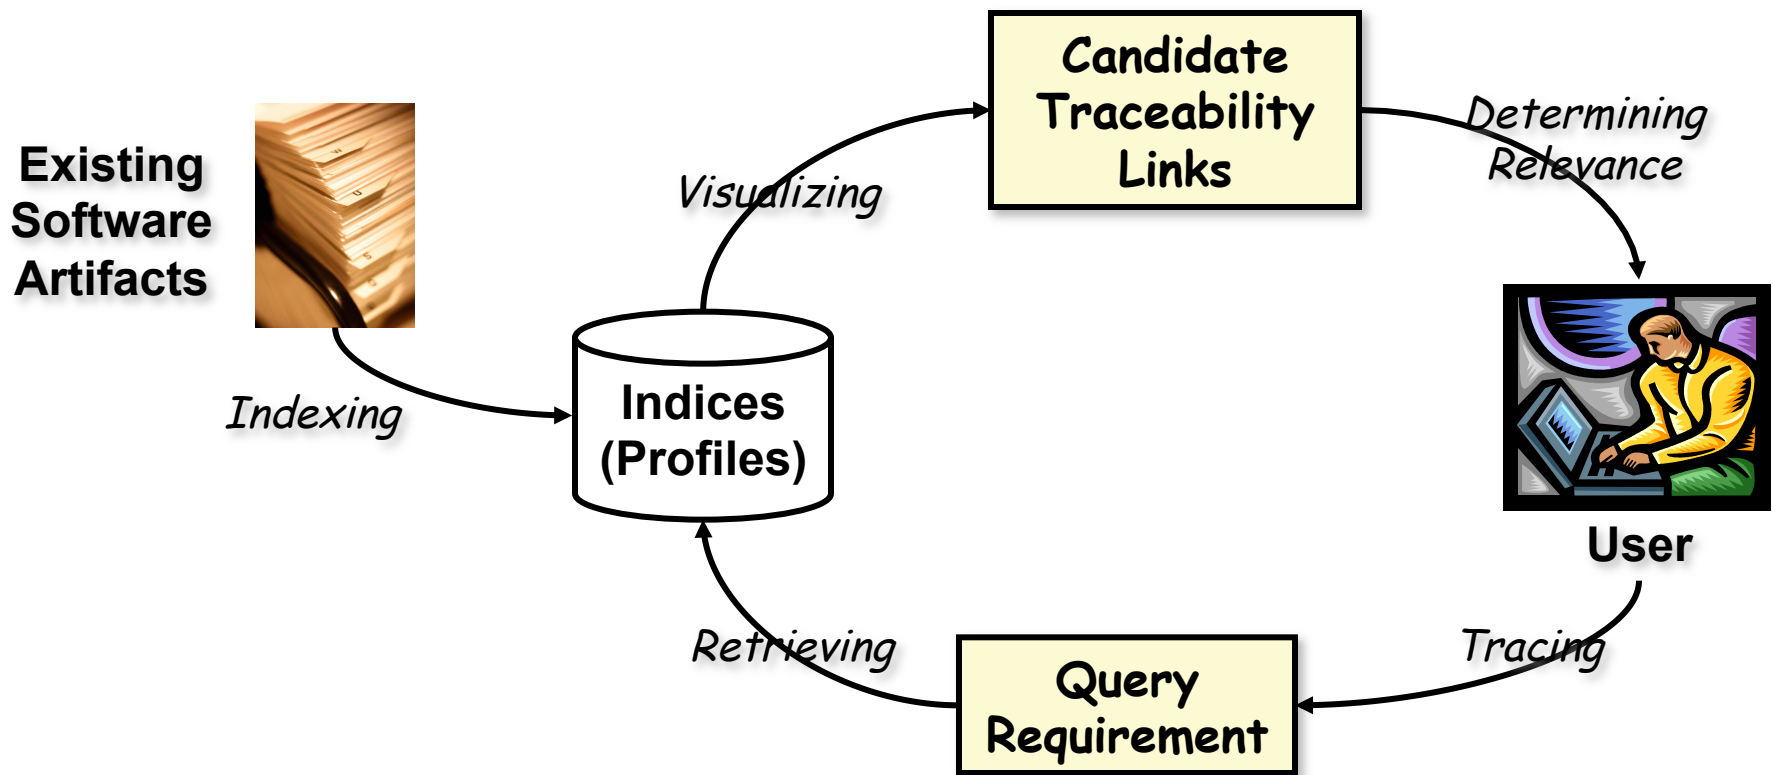 Candidate
Traceability
Links
Determining
Relevance
Existing
Software
Artifacts
Visualizing
Indexing
Indices
(Profiles)
User
Retrieving
Tracing
Query
Requirement